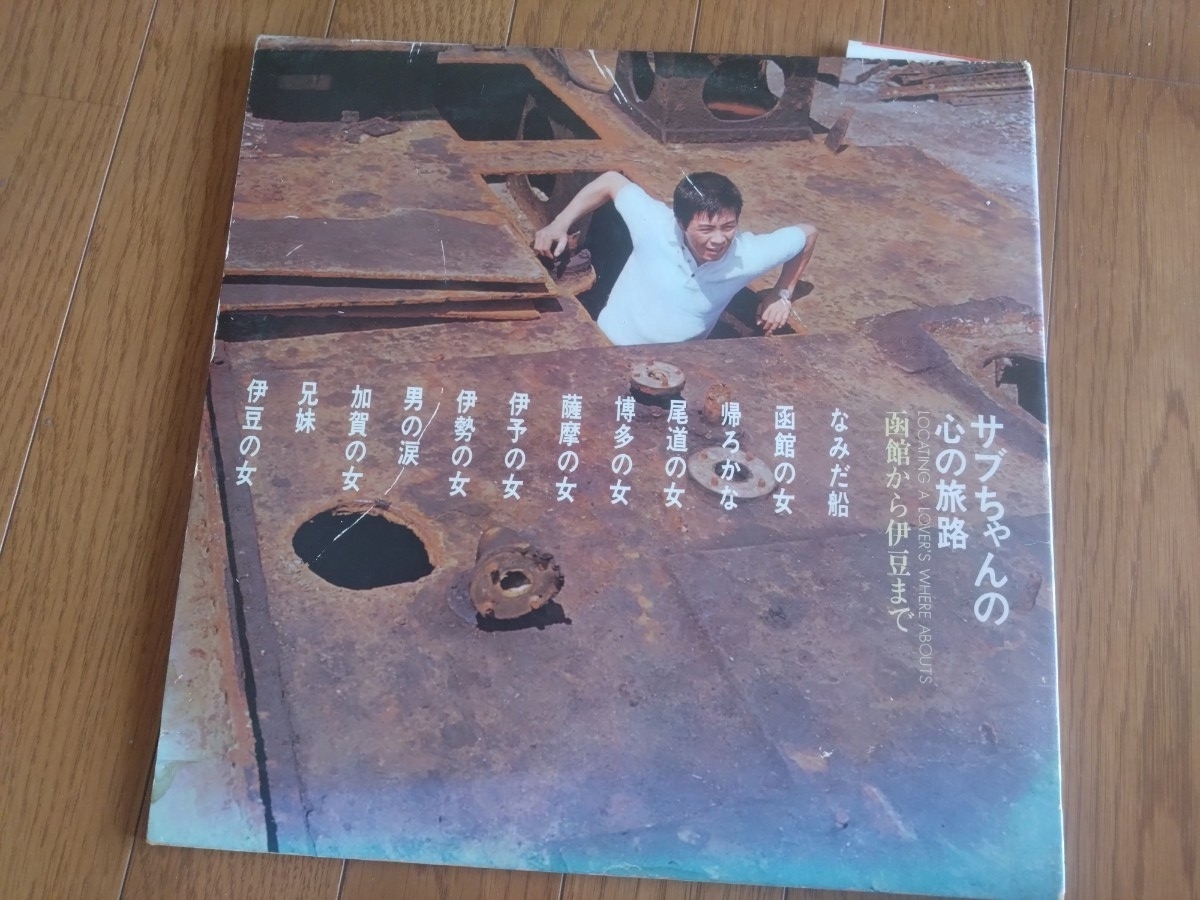 サブちゃんの
心の旅路
LOCATING A LOVER'S WHERE ABOUTS
函館から伊豆まで
なみだ船
函館の女
帰ろかな
尾道の女
博多の女
薩摩の女
伊予の女
伊勢の女
男の涙
加賀の女
兄妹
伊豆の女